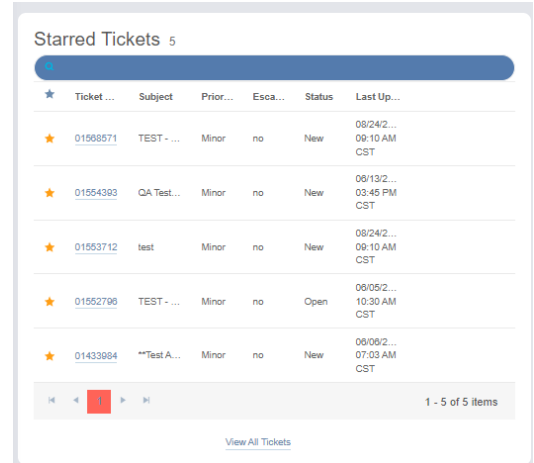 Starred Tickets 5
Ticket ... Subject Prior... Esca... Status Last Up...
01568571 TEST - ... Minor no New 08/24/2... 09:10 AM CST
01554393 QA Test... Minor no New 06/13/2... 03:45 PM CST
01553712 test Minor no New 08/24/2... 09:10 AM CST
01552796 TEST - ... Minor no Open 06/05/2... 10:30 AM CST
01433984 **Test A... Minor no New 06/06/2... 07:03 AM CST
1 1 - 5 of 5 items
View All Tickets